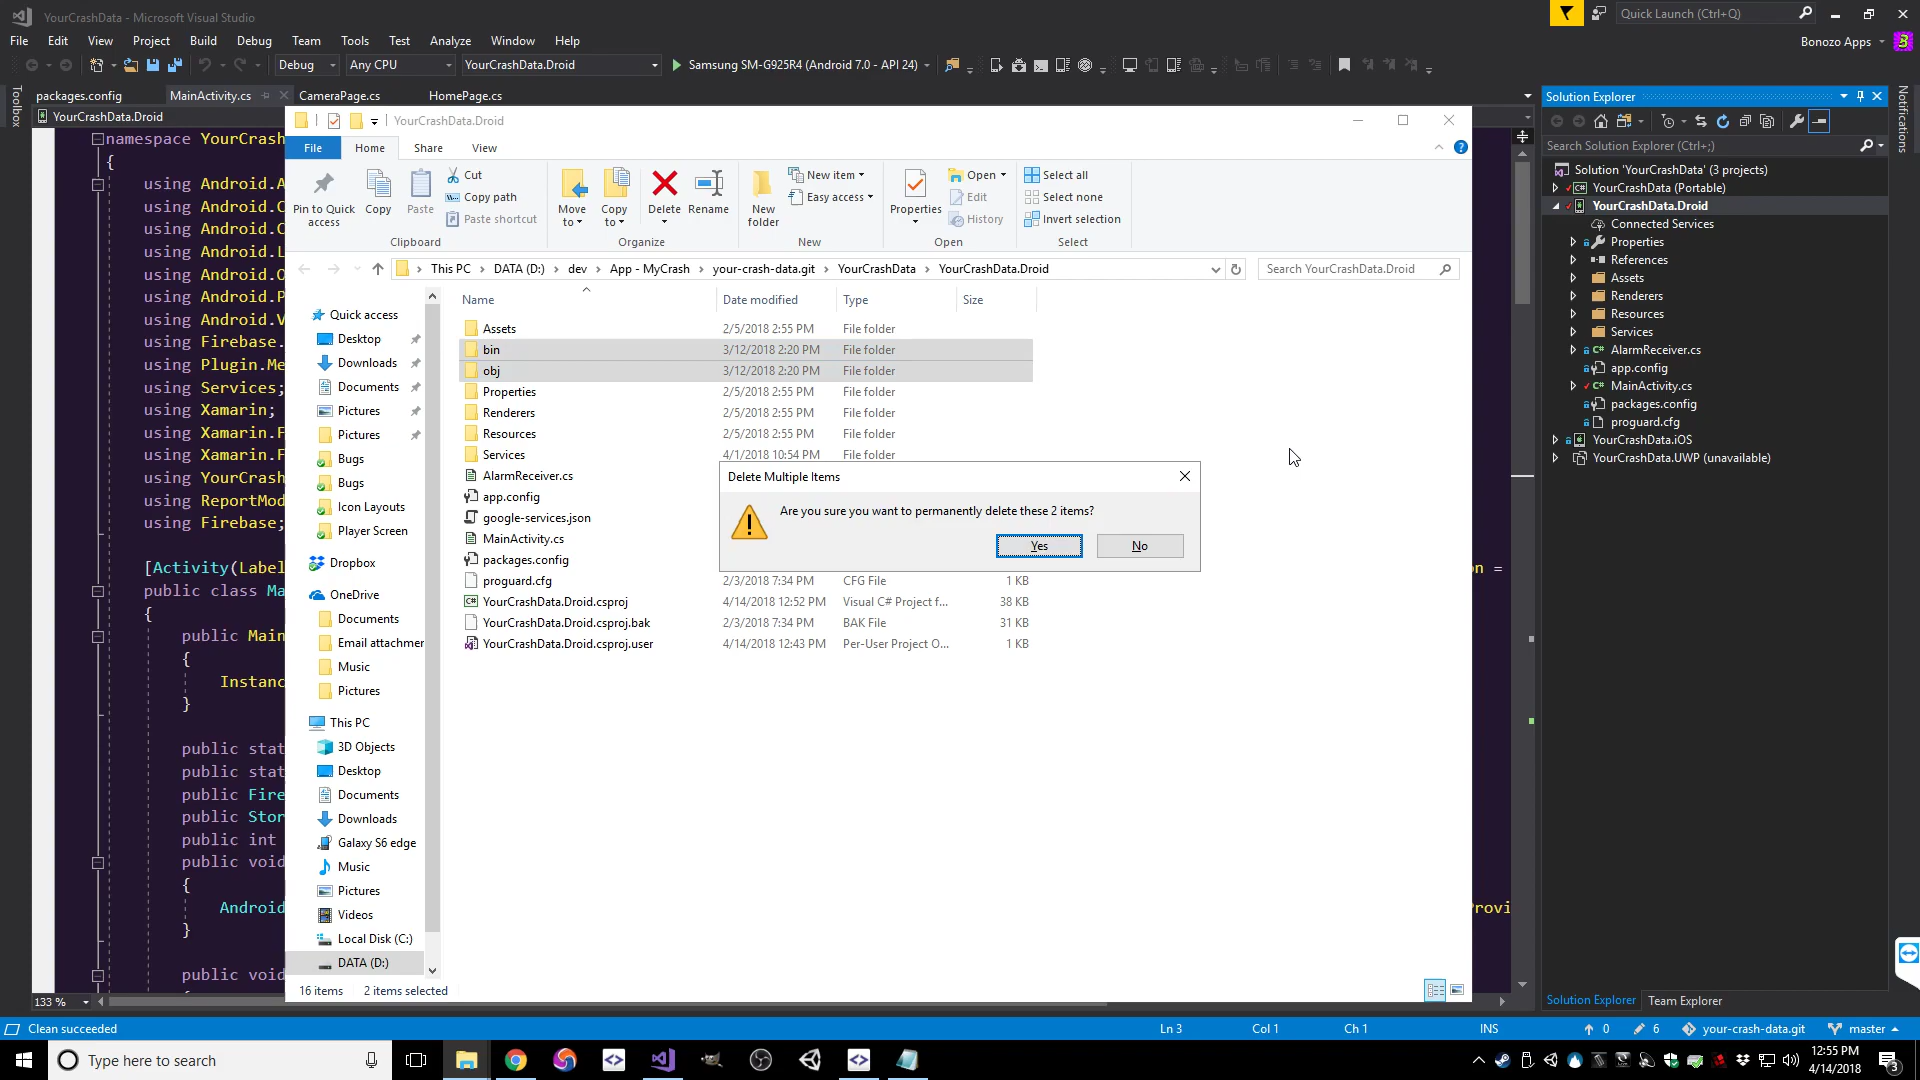 YourCrashData - Microsoft Visual Studio
Quick Launch (Ctrl+Q)
File Edit View Project Build Debug Team Tools Test Analyze Window Help
Bonozo Apps
Debug Any CPU YourCrashData.Droid Samsung SM-G925R4 (Android 7.0 - API 24)
Toolbox
packages.config MainActivity.cs CameraPage.cs HomePage.cs
YourCrashData.Droid
namespace YourCrash
{
using Android.A
using Android.C
using Android.C
using Android.L
using Android.O
using Android.P
using Android.V
using Firebase.
using Plugin.Me
using Services;
using Xamarin;
using Xamarin.F
using Xamarin.F
using YourCrash
using ReportMod
using Firebase;
[Activity(Label
on =
public class Ma
{
public Main
{
Instanc
}
public stat
public stat
public Fire
public Stor
public int
public void
{
Android
Provi
}
public void
133 %
YourCrashData.Droid
File Home Share View
Pin to Quick access
Copy
Paste
Cut
Copy path
Paste shortcut
Clipboard
Move to
Copy to
Delete
Rename
Organize
New folder
New item
Easy access
New
Properties
Open
Edit
History
Open
Select all
Select none
Invert selection
Select
This PC DATA (D:) dev App - MyCrash your-crash-data.git YourCrashData YourCrashData.Droid
Search YourCrashData.Droid
Quick access
Desktop
Downloads
Documents
Pictures
Pictures
Bugs
Bugs
Icon Layouts
Player Screen
Dropbox
OneDrive
Documents
Email attachmer
Music
Pictures
This PC
3D Objects
Desktop
Documents
Downloads
Galaxy S6 edge
Music
Pictures
Videos
Local Disk (C:)
DATA (D:)
Name Date modified Type Size
Assets 2/5/2018 2:55 PM File folder
bin 3/12/2018 2:20 PM File folder
obj 3/12/2018 2:20 PM File folder
Properties 2/5/2018 2:55 PM File folder
Renderers 2/5/2018 2:55 PM File folder
Resources 2/5/2018 2:55 PM File folder
Services 4/1/2018 10:54 PM File folder
AlarmReceiver.cs
app.config
google-services.json
MainActivity.cs
packages.config
proguard.cfg 2/3/2018 7:34 PM CFG File 1 KB
YourCrashData.Droid.csproj 4/14/2018 12:52 PM Visual C# Project f... 38 KB
YourCrashData.Droid.csproj.bak 2/3/2018 7:34 PM BAK File 31 KB
YourCrashData.Droid.csproj.user 4/14/2018 12:43 PM Per-User Project O... 1 KB
Delete Multiple Items
Are you sure you want to permanently delete these 2 items?
Yes No
16 items 2 items selected
Solution Explorer
Search Solution Explorer (Ctrl+;)
Solution 'YourCrashData' (3 projects)
YourCrashData (Portable)
YourCrashData.Droid
Connected Services
Properties
References
Assets
Renderers
Resources
Services
AlarmReceiver.cs
app.config
MainActivity.cs
packages.config
proguard.cfg
YourCrashData.iOS
YourCrashData.UWP (unavailable)
Solution Explorer Team Explorer
Notifications
Clean succeeded Ln 3 Col 1 Ch 1 INS 0 6 your-crash-data.git master
Type here to search
12:55 PM
4/14/2018
3